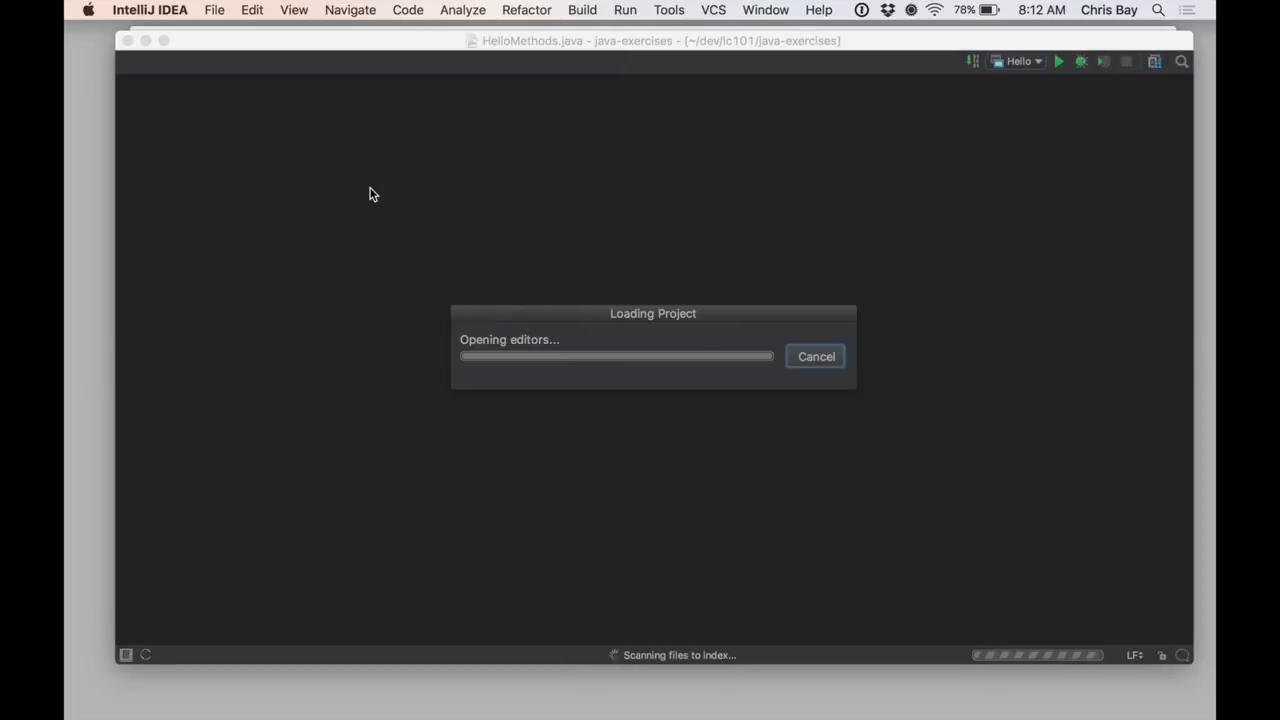 IntelliJ IDEA File Edit View Navigate Code Analyze Refactor Build Run Tools VCS Window Help 78% 8:12 AM Chris Bay
HelloMethods.java - java-exercises - [~/dev/lc101/java-exercises]
Hello
Loading Project
Opening editors...
Cancel
Scanning files to index... LF